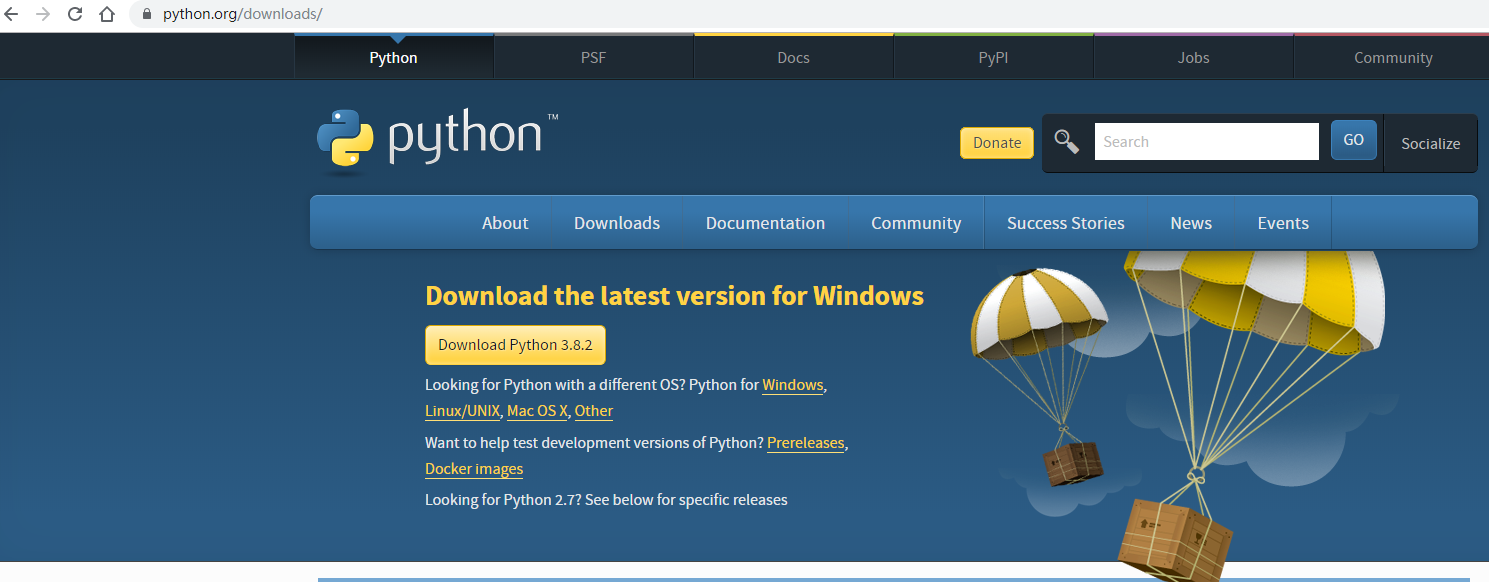 python.org/downloads/
Python PSF Docs PyPI Jobs Community
python™
Donate Search GO Socialize
About Downloads Documentation Community Success Stories News Events
Download the latest version for Windows
Download Python 3.8.2
Looking for Python with a different OS? Python for Windows,
Linux/UNIX, Mac OS X, Other
Want to help test development versions of Python? Prereleases,
Docker images
Looking for Python 2.7? See below for specific releases